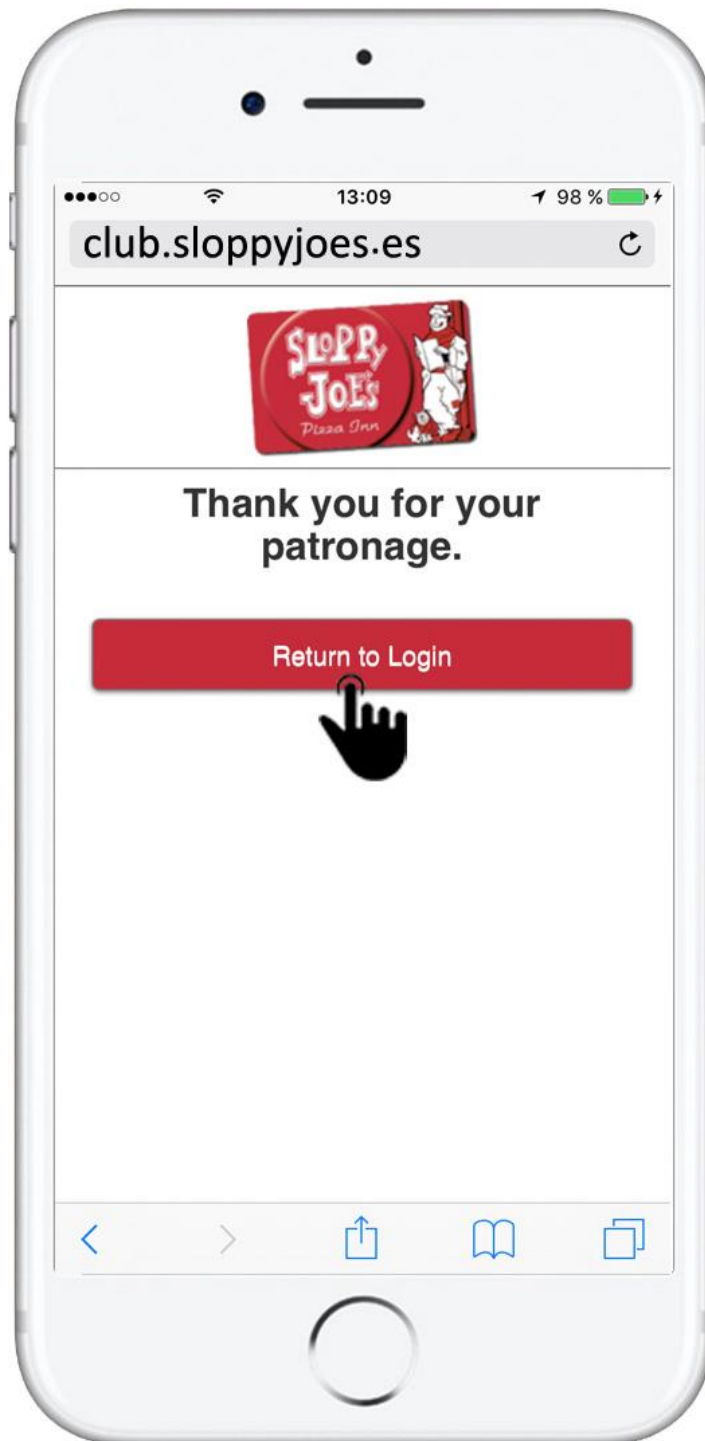 13:09
98 %
club.sloppyjoes.es
SLOPPY
JOE'S
Pizza Inn
Thank you for your
patronage.
Return to Login